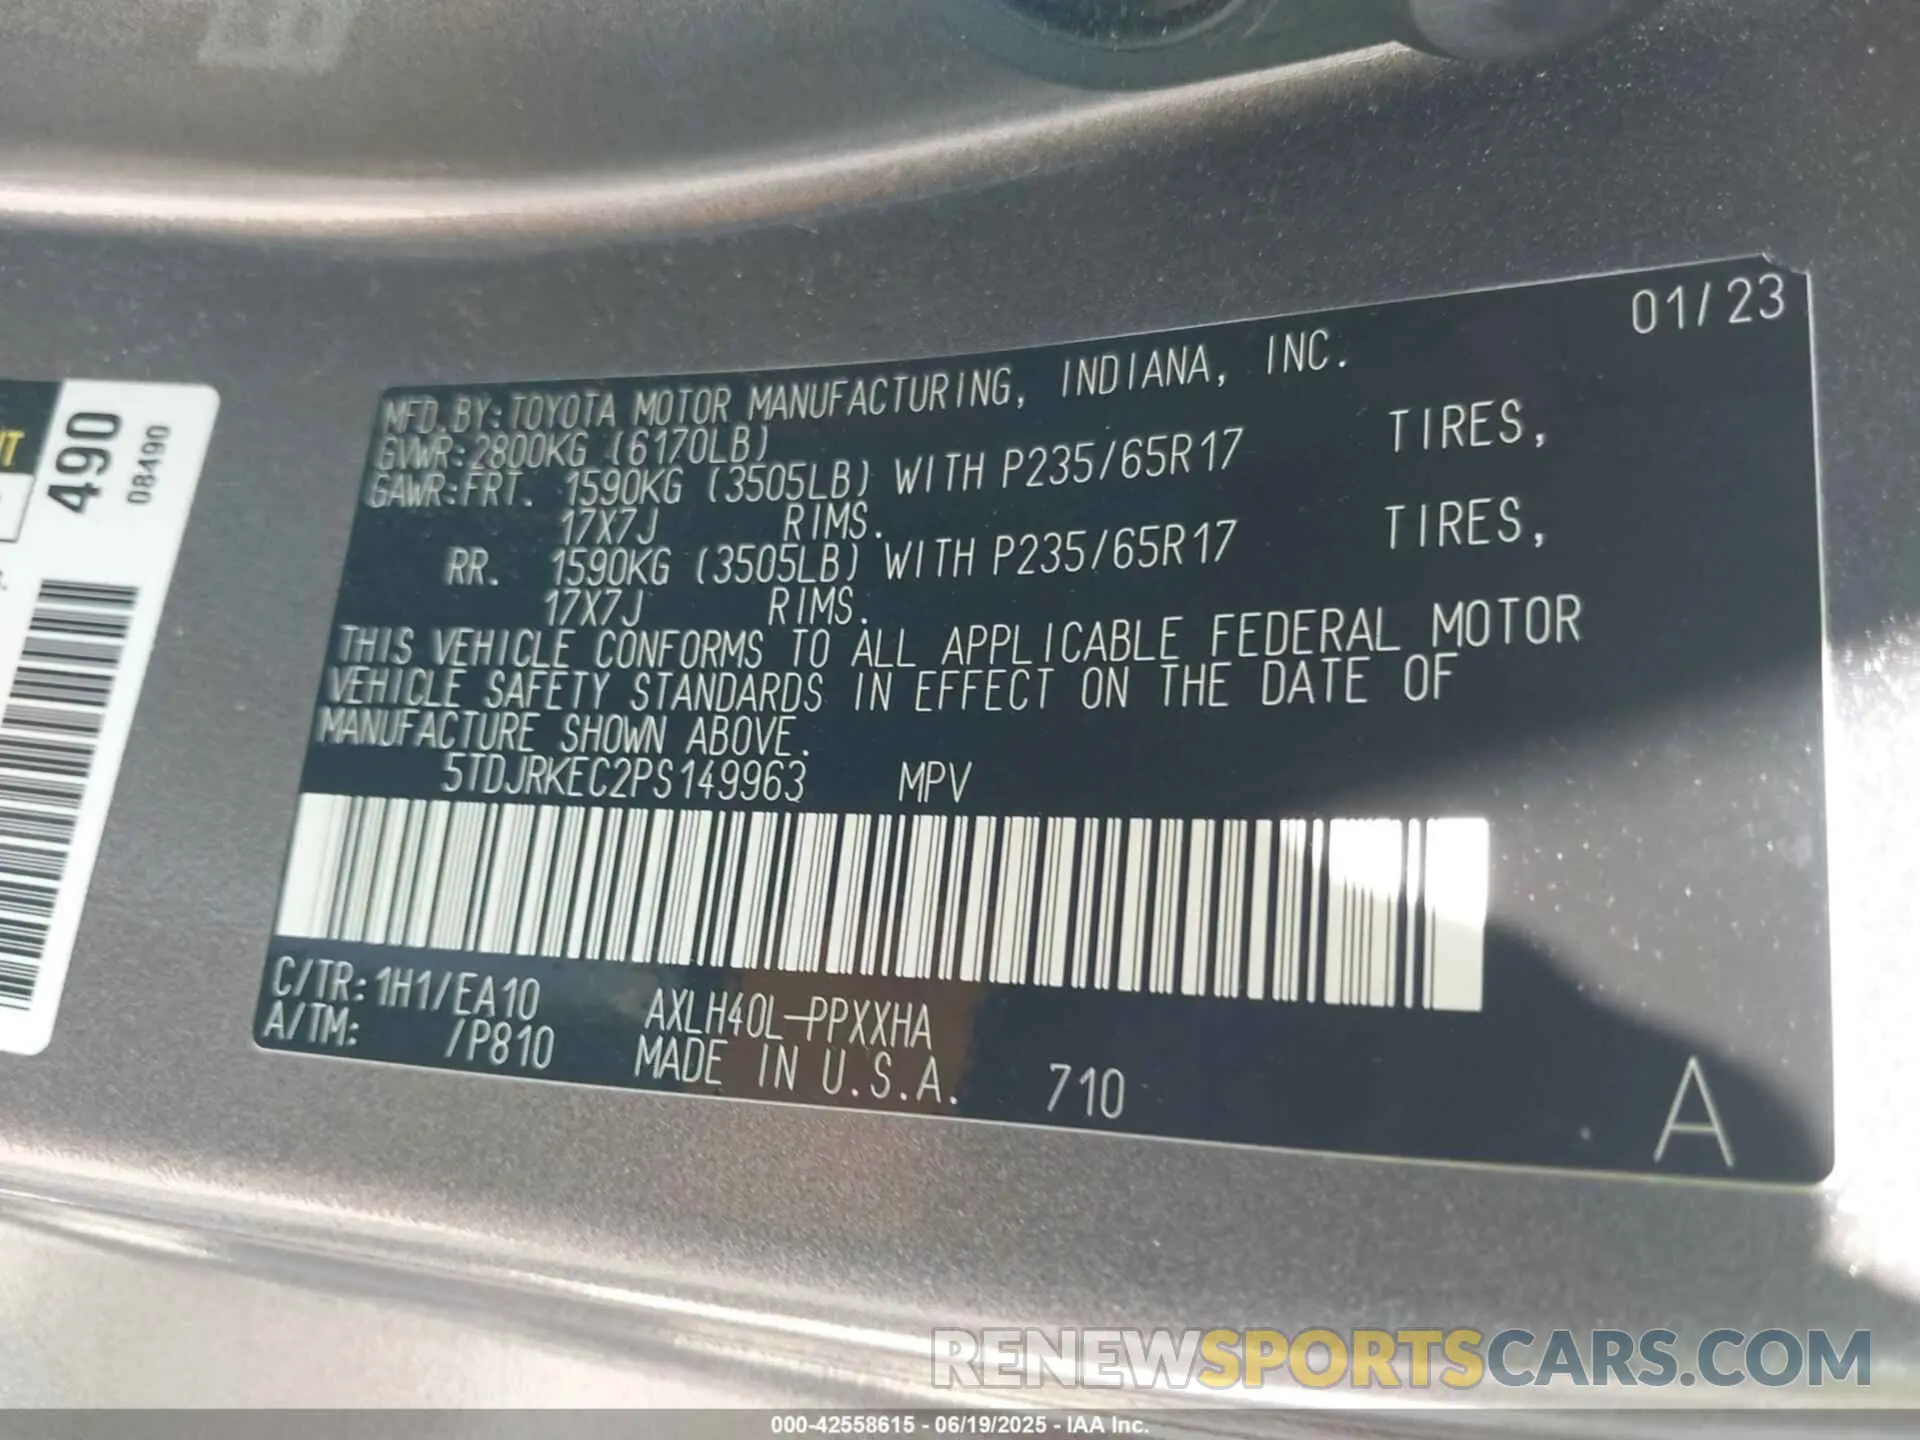 01/23
MFD.BY:TOYOTA MOTOR MANUFACTURING, INDIANA, INC.
GVWR:2800KG (6170LB)
GAWR:FRT. 1590KG (3505LB) WITH P235/65R17 TIRES,
17X7J RIMS.
RR. 1590KG (3505LB) WITH P235/65R17 TIRES,
17X7J RIMS.
THIS VEHICLE CONFORMS TO ALL APPLICABLE FEDERAL MOTOR
VEHICLE SAFETY STANDARDS IN EFFECT ON THE DATE OF
MANUFACTURE SHOWN ABOVE.
5TDJRKEC2PS149963 MPV
C/TR:1H1/EA10 AXLH40L-PPXXHA
A/TM: /P810 MADE IN U.S.A. 710
A
490
08490
RENEWSPORTSCARS.COM
000-42558615 - 06/19/2025 - IAA Inc.